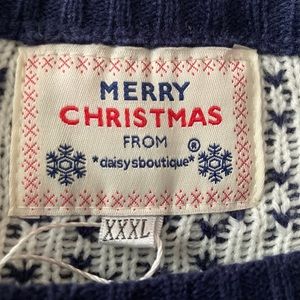 MERRY
CHRISTMAS
FROM
*daisysboutique*®
XXXL